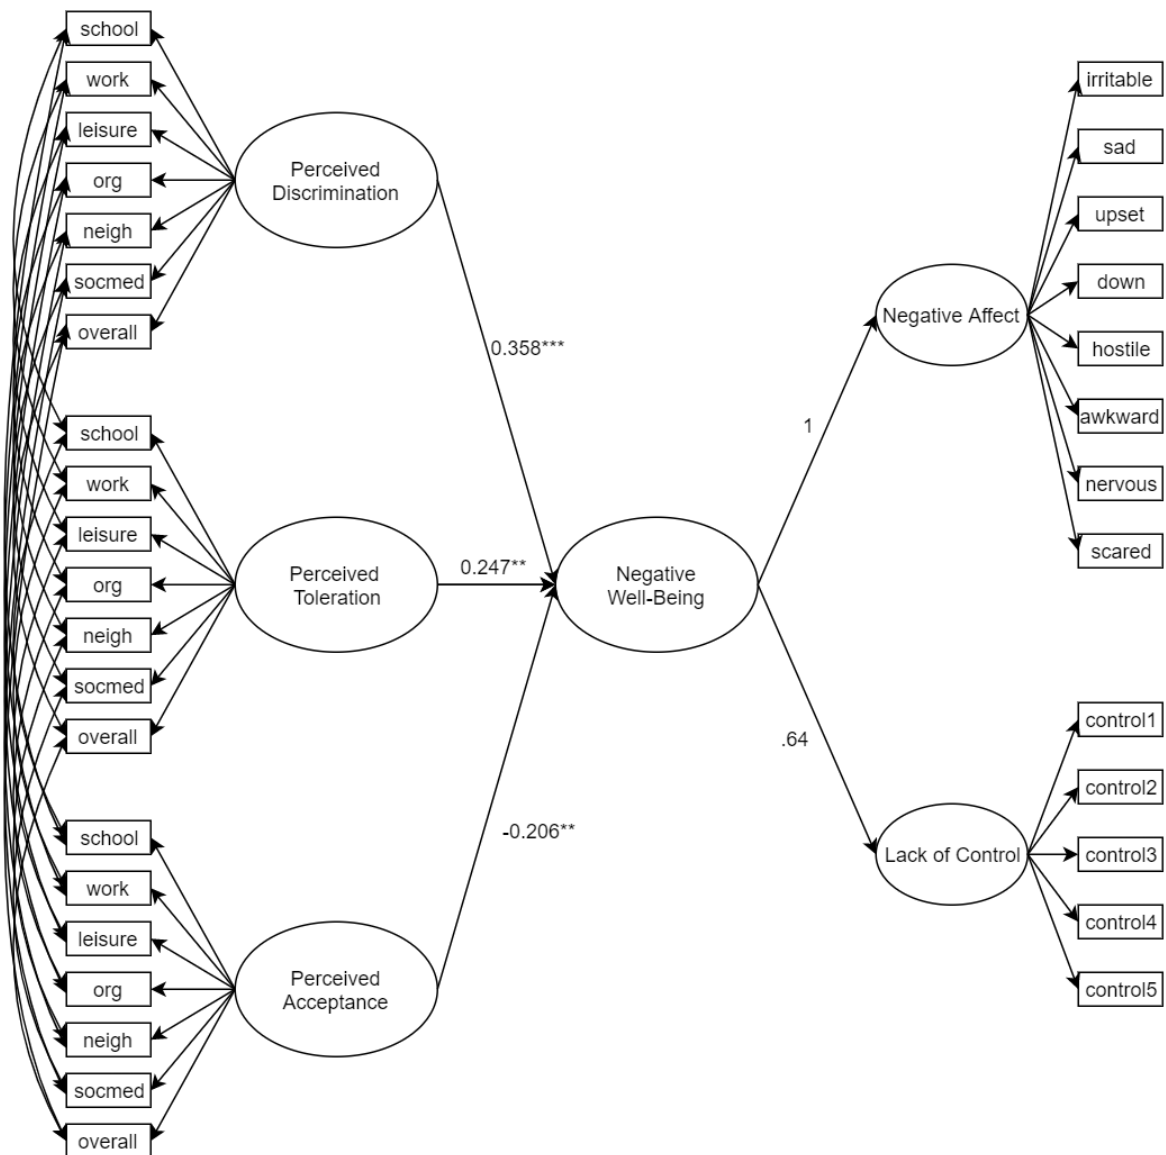 school
work
leisure
org
neigh
socmed
overall
Perceived
Discrimination
0.358***
school
work
leisure
org
neigh
socmed
overall
Perceived
Toleration
0.247**
school
work
leisure
org
neigh
socmed
overall
Perceived
Acceptance
-0.206**
Negative
Well-Being
1
.64
Negative Affect
irritable
sad
upset
down
hostile
awkward
nervous
scared
Lack of Control
control1
control2
control3
control4
control5